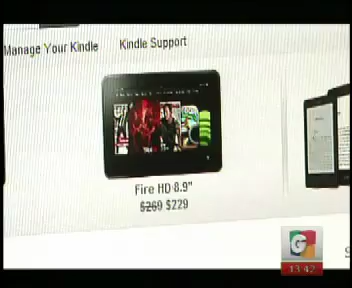 Manage Your Kindle Kindle Support
Fire HD 8.9"
$269 $229
G
13:42